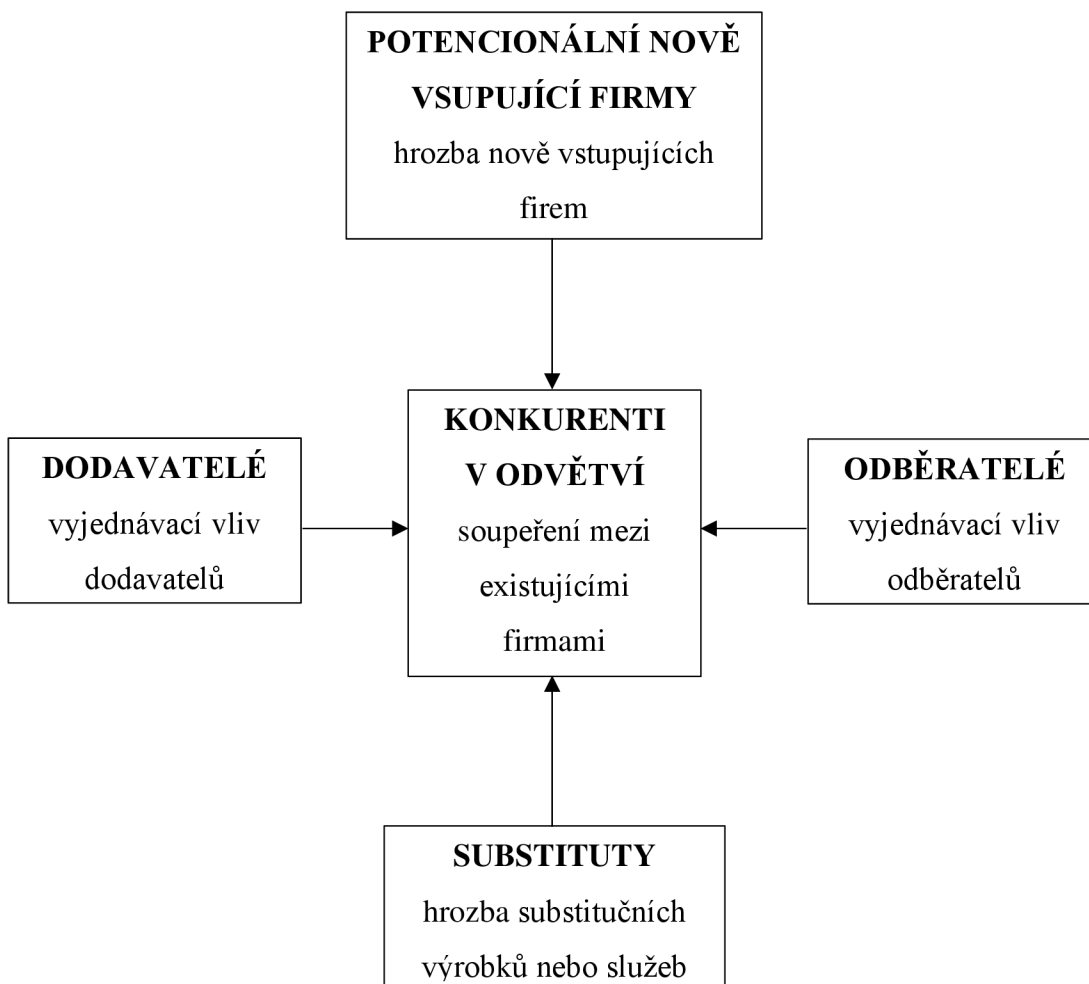 POTENCIONÁLNÍ NOVĚ
VSUPUJÍCÍ FIRMY
hrozba nově vstupujících
firem
KONKURENTI
V ODVĚTVÍ
soupeření mezi
existujícími
firmami
DODAVATELÉ
vyjednávací vliv
dodavatelů
ODBĚRATELÉ
vyjednávací vliv
odběratelů
SUBSTITUTY
hrozba substitučních
výrobků nebo služeb